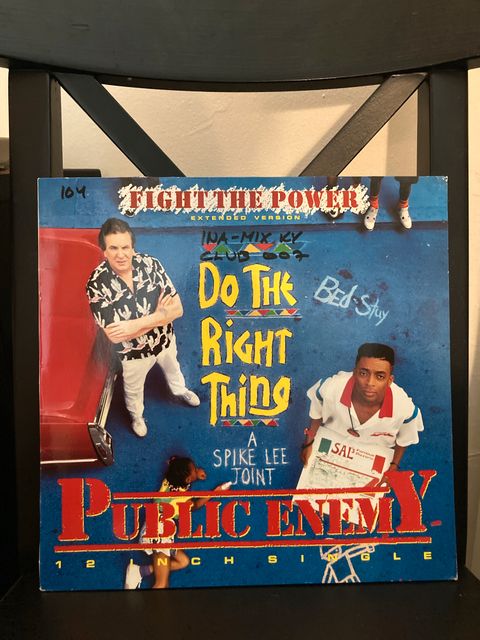 104
FIGHT THE POWER
EXTENDED VERSION
INA-MIX KY
CLUB 007
DO THE
RIGHT
THING
BED-Stuy
A
SPIKE LEE
JOINT
SAL's
PUBLIC ENEMY
12 INCH SINGLE